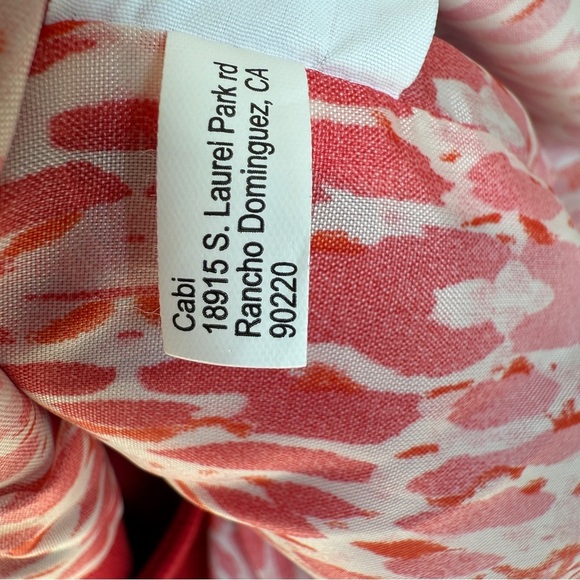 Cabi
18915 S. Laurel Park rd
Rancho Dominguez, CA
90220